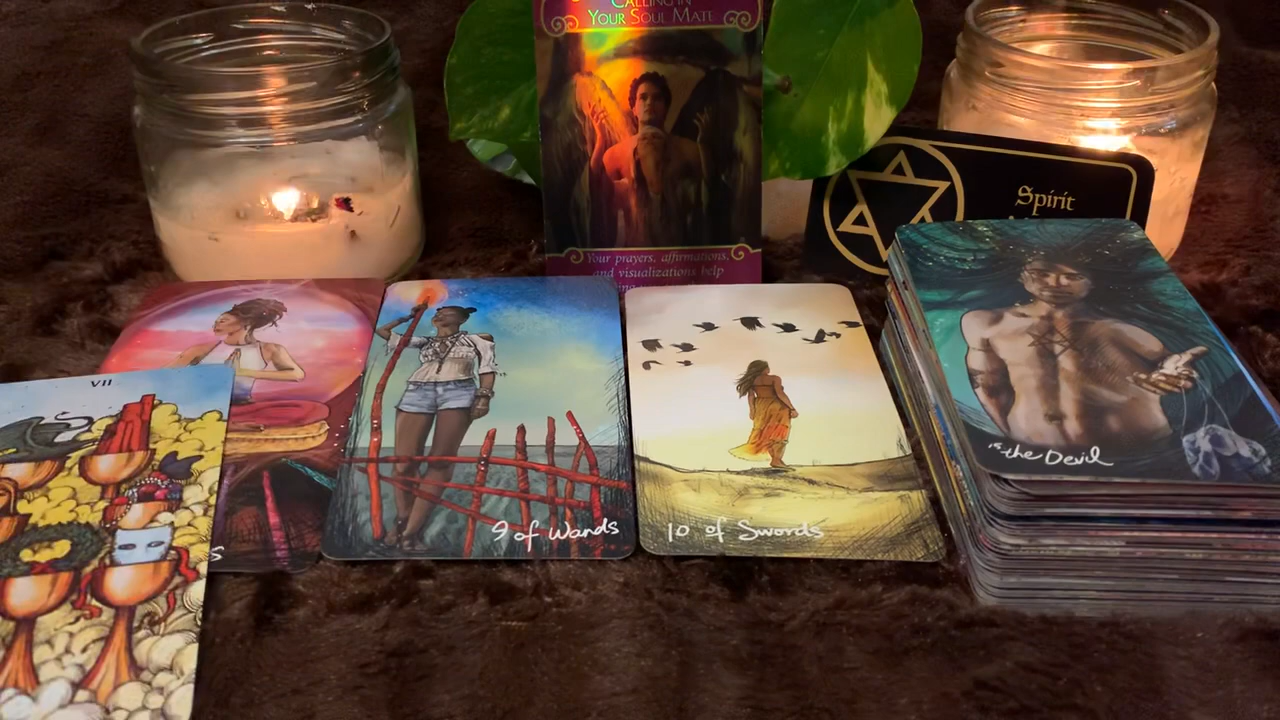 CALLING IN
YOUR SOUL MATE
Your prayers, affirmations,
and visualizations help
Spirit
VII
9 of Wands
10 of Swords
15 the Devil